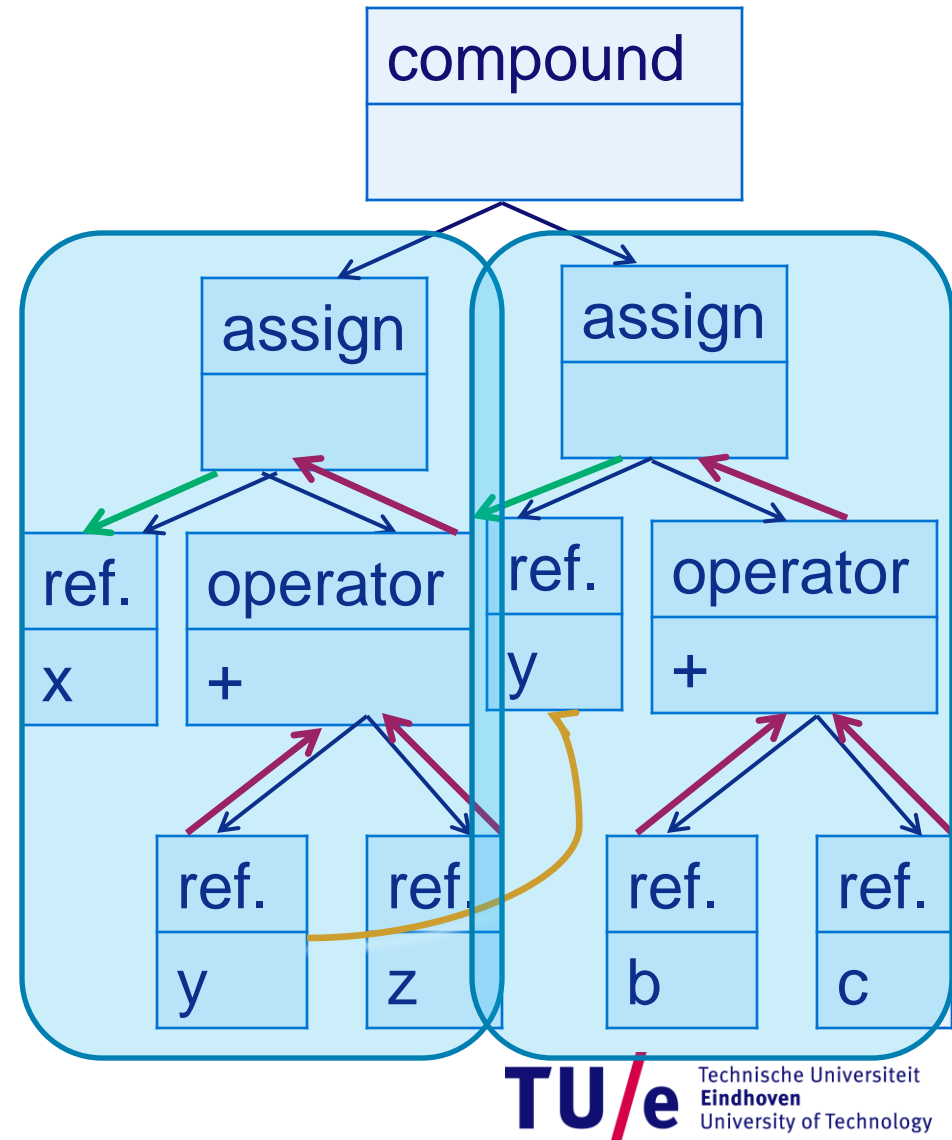 compound
assign
assign
ref.
x
operator
+
ref.
y
operator
+
ref.
y
ref.
z
ref.
b
ref.
c
TU/e
Technische Universiteit
Eindhoven
University of Technology